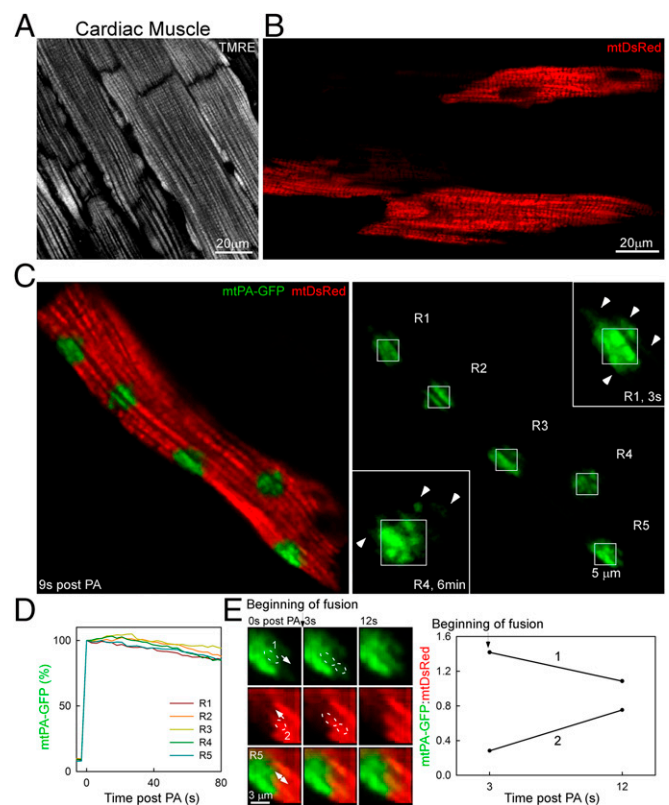 A
Cardiac Muscle
TMRE
20μm
B
mtDsRed
20μm
C
mtPA-GFP mtDsRed
9s post PA
R1
R2
R3
R4
R5
5 μm
R1, 3s
R4, 6min
D
mtPA-GFP (%)
100
50
0
R1
R2
R3
R4
R5
0 40 80
Time post PA (s)
E
Beginning of fusion
0s post PA 3s 12s
1
2
R5
3 μm
Beginning of fusion
mtPA-GFP:mtDsRed
1.6
1.2
0.8
0.4
0
1
2
3 12
Time post PA (s)